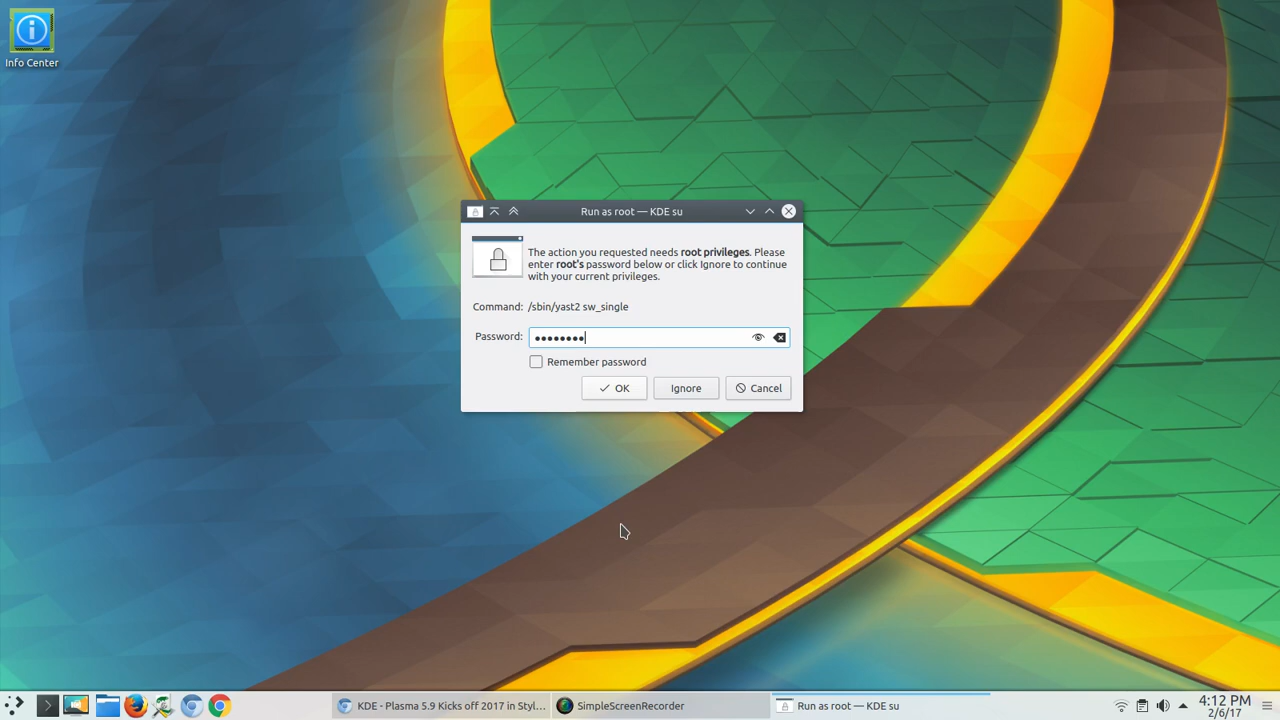 Info Center
Run as root — KDE su
The action you requested needs root privileges. Please
enter root's password below or click Ignore to continue
with your current privileges.
Command: /sbin/yast2 sw_single
Password: ●●●●●●●●
Remember password
OK
Ignore
Cancel
KDE - Plasma 5.9 Kicks off 2017 in Styl...
SimpleScreenRecorder
Run as root — KDE su
4:12 PM
2/6/17